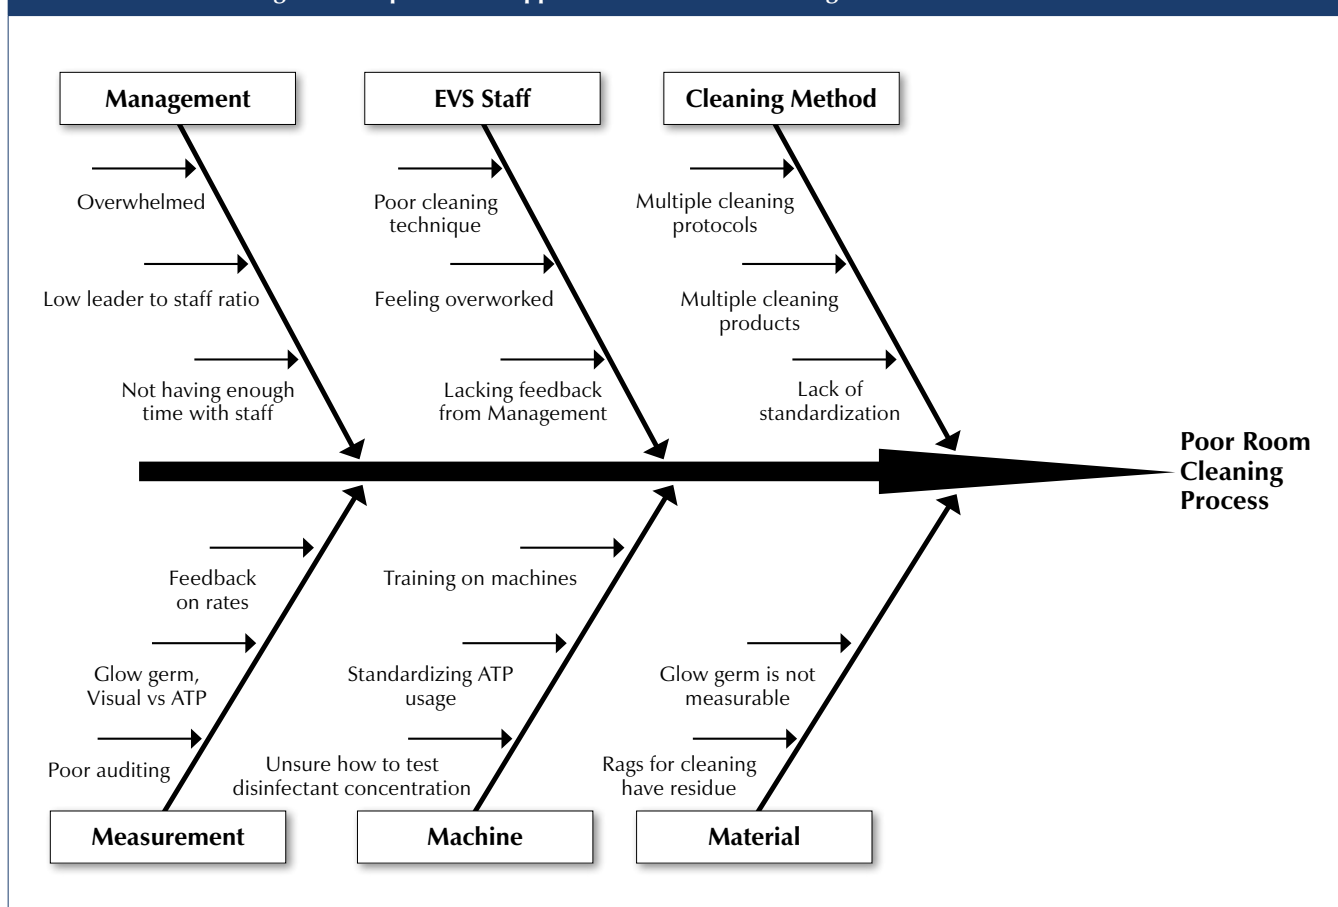 Management
EVS Staff
Cleaning Method
Overwhelmed
Low leader to staff ratio
Not having enough
time with staff
Poor cleaning
technique
Feeling overworked
Lacking feedback
from Management
Multiple cleaning
protocols
Multiple cleaning
products
Lack of
standardization
Poor Room
Cleaning
Process
Feedback
on rates
Glow germ,
Visual vs ATP
Poor auditing
Training on machines
Standardizing ATP
usage
Unsure how to test
disinfectant concentration
Glow germ is not
measurable
Rags for cleaning
have residue
Measurement
Machine
Material